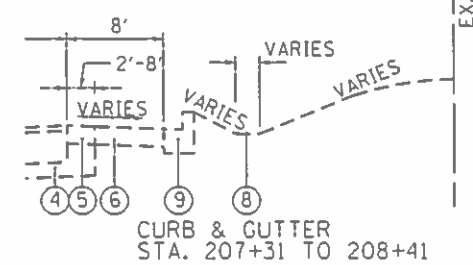 8'
EX
2'-8"
VARIES
VARIES
VARIES
VARIES
4 5 6 9 8
CURB & GUTTER
STA. 207+31 TO 208+41